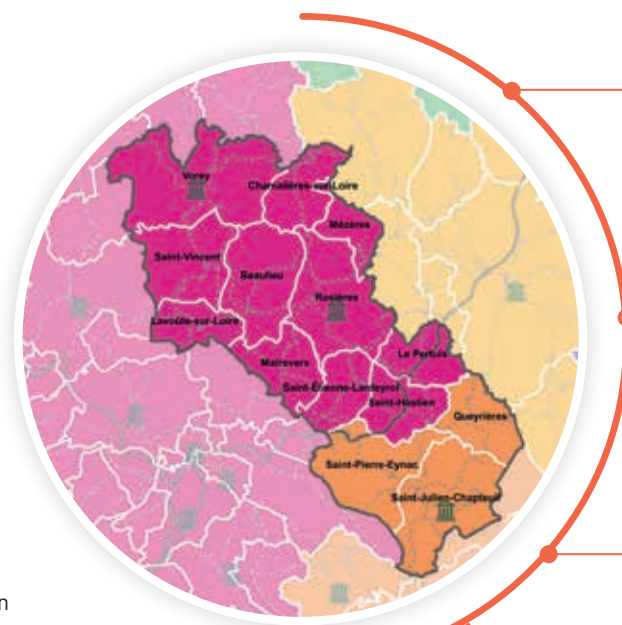 Vorey
Chamalières-sur-Loire
Mézères
Saint-Vincent
Beaulieu
Rosières
Lavoûte-sur-Loire
Le Pertuis
Malrevers
Saint-Étienne-Lardeyrol
Saint-Hostien
Queyrières
Saint-Pierre-Eynac
Saint-Julien-Chapteuil
n